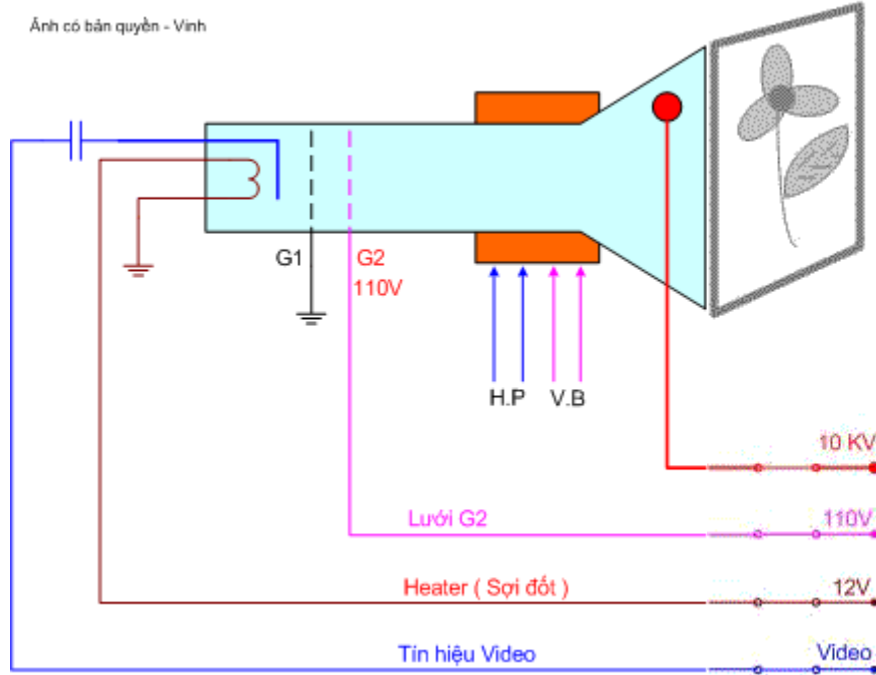 Ảnh có bản quyền - Vinh
G1
G2
110V
H.P V.B
10 KV
Lưới G2 110V
Heater ( Sợi đốt ) 12V
Tín hiệu Video Video